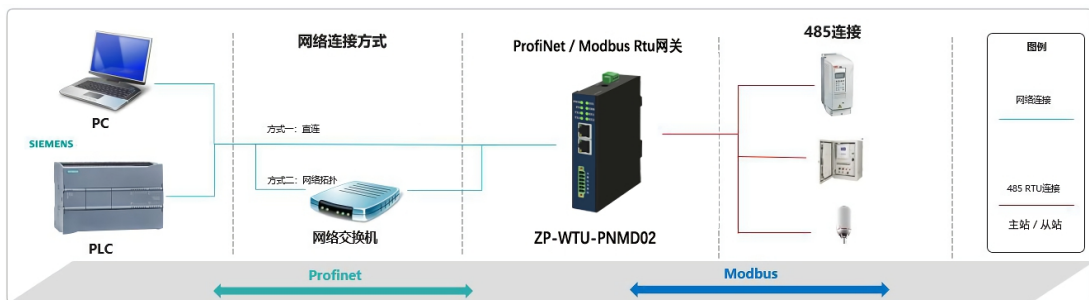 网络连接方式
ProfiNet / Modbus Rtu网关
485连接
图例
网络连接
PC
方式一：直连
SIEMENS
方式二：网络拓扑
485 RTU连接
主站 / 从站
网络交换机
ZP-WTU-PNMD02
PLC
Profinet
Modbus